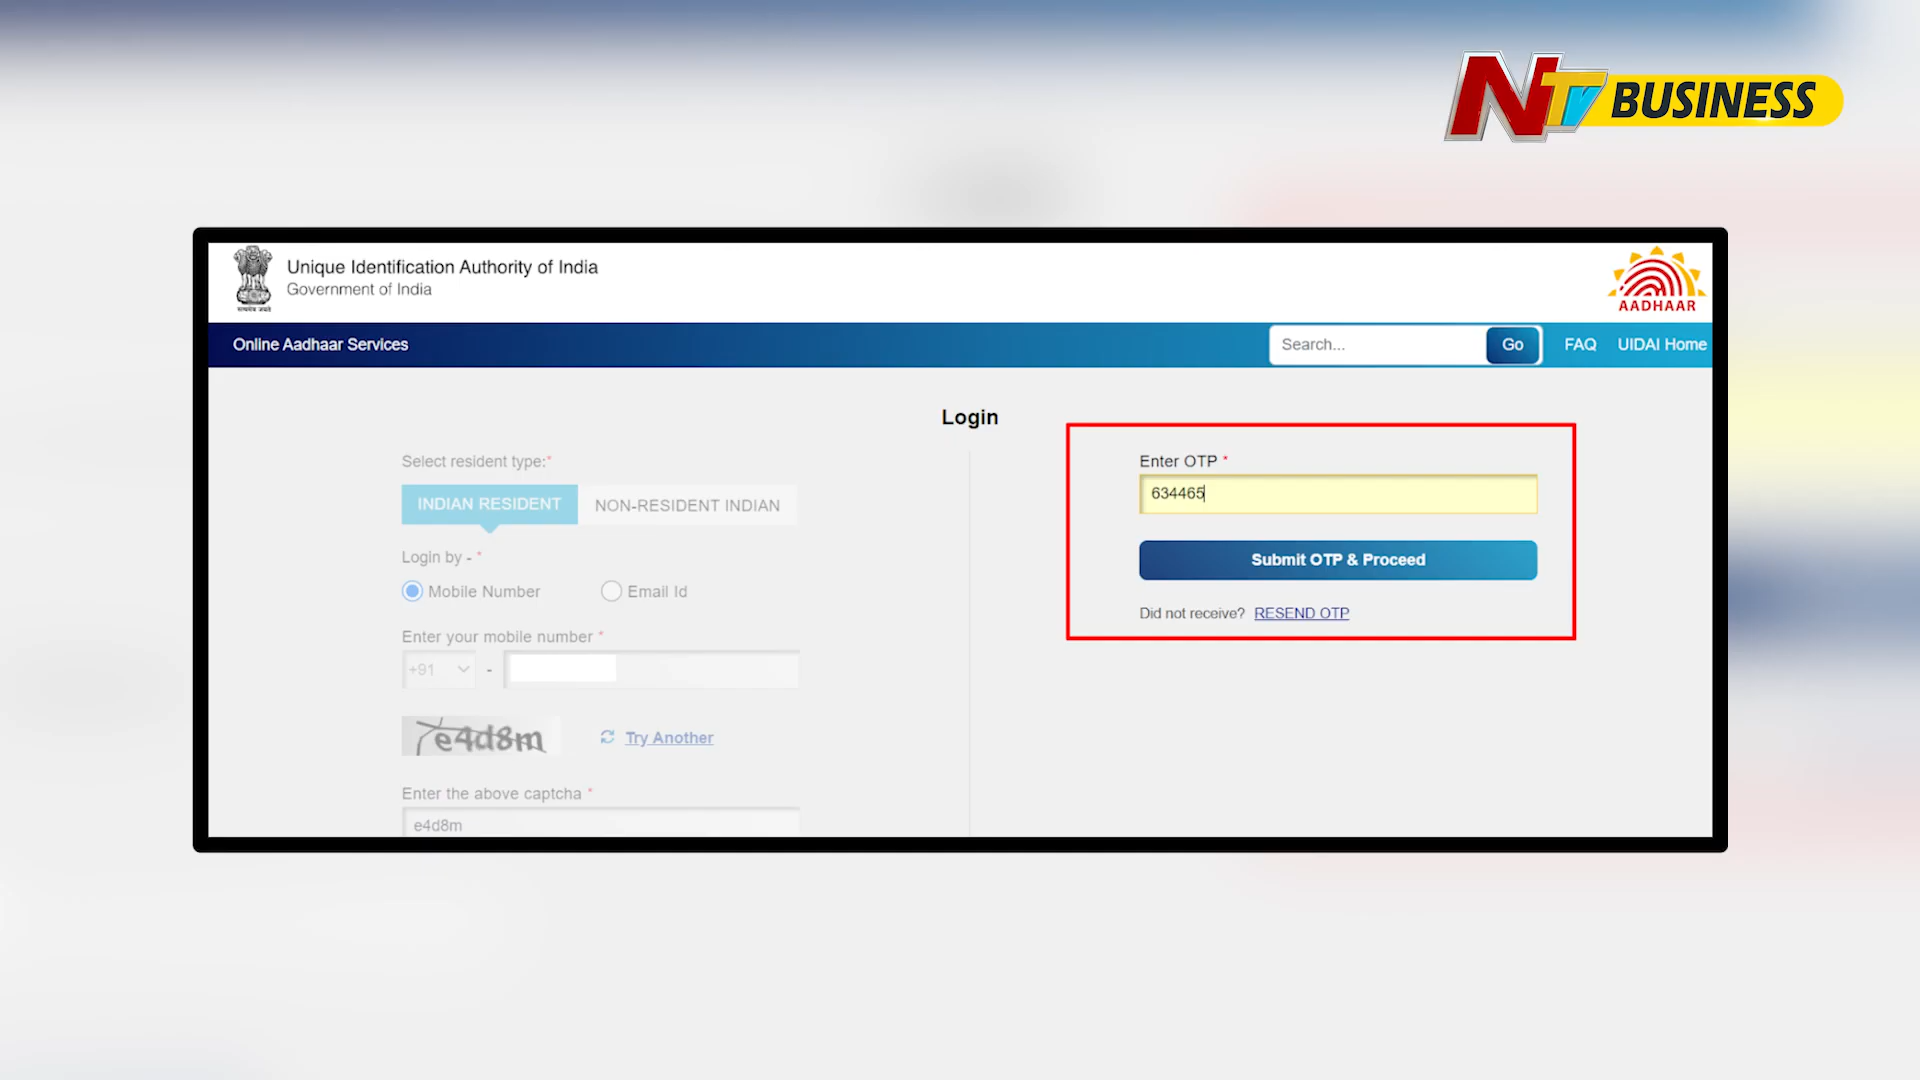 NTV BUSINESS
Unique Identification Authority of India
Government of India
सत्यमेव जयते
AADHAAR
Online Aadhaar Services
Search...
Go
FAQ
UIDAI Home
Login
Select resident type:*
INDIAN RESIDENT
NON-RESIDENT INDIAN
Login by - *
Mobile Number
Email Id
Enter your mobile number *
+91
-
e4d8m
Try Another
Enter the above captcha *
e4d8m
Enter OTP *
634465
Submit OTP & Proceed
Did not receive? RESEND OTP